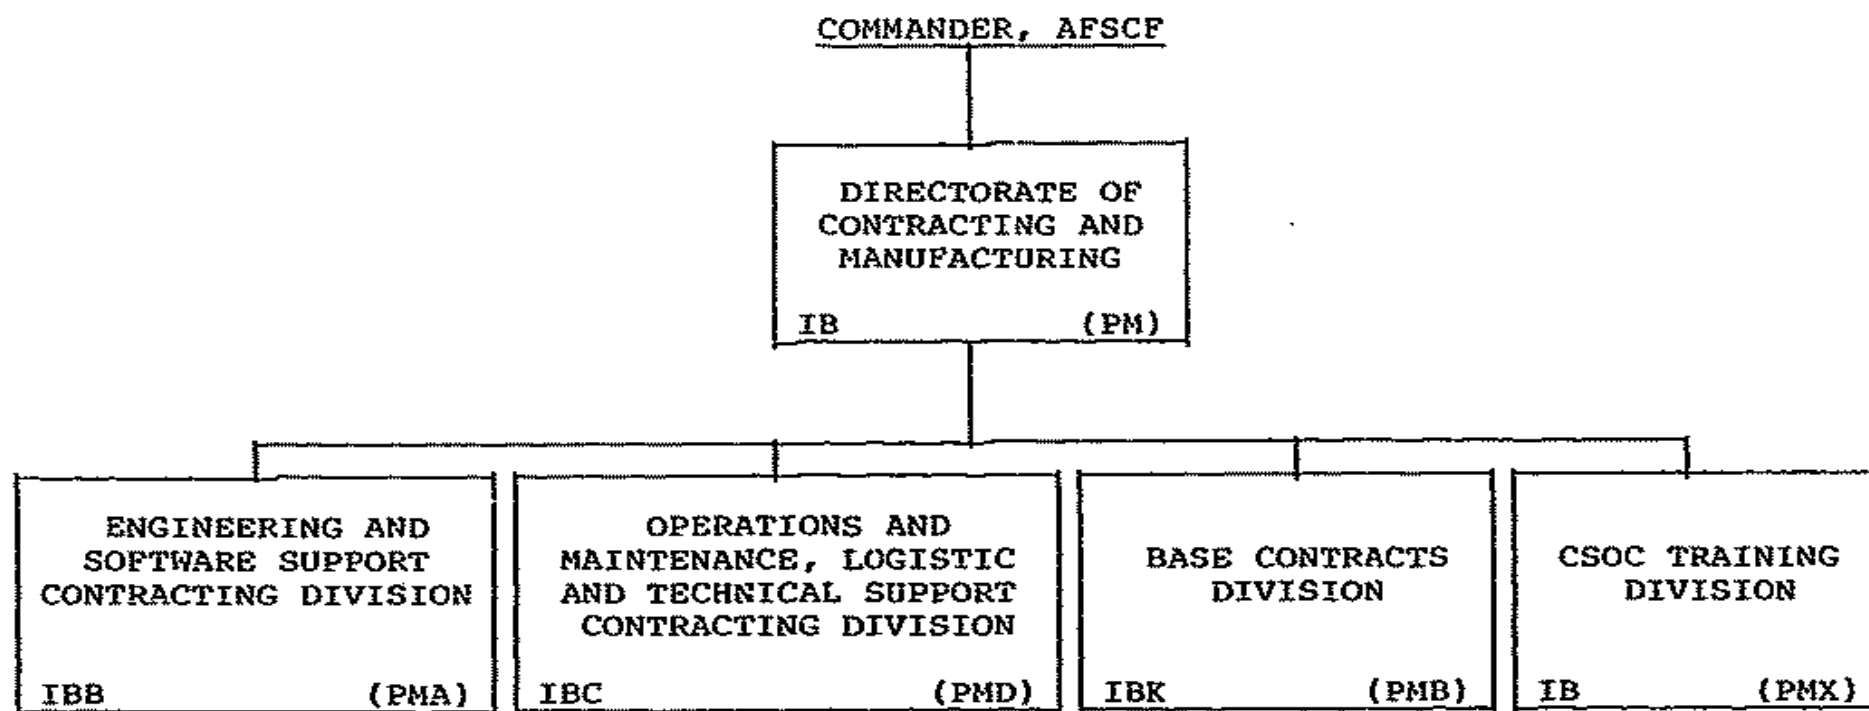 COMMANDER, AFSCF
DIRECTORATE OF
CONTRACTING AND
MANUFACTURING
IB (PM)
ENGINEERING AND
SOFTWARE SUPPORT
CONTRACTING DIVISION
IBB (PMA)
OPERATIONS AND
MAINTENANCE, LOGISTIC
AND TECHNICAL SUPPORT
CONTRACTING DIVISION
IBC (PMD)
BASE CONTRACTS
DIVISION
IBK (PMB)
CSOC TRAINING
DIVISION
IB (PMX)